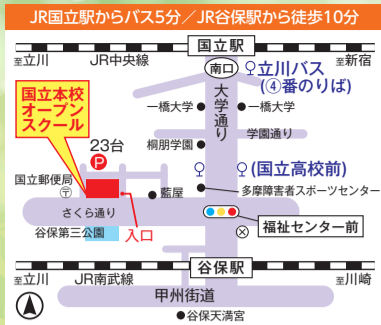 JR国立駅からバス5分／JR谷保駅から徒歩10分
国立駅
至立川 JR中央線 至新宿
南口
立川バス
(④番のりば)
国立本校
オープン
スクール
大学通り
一橋大学
一橋大学
学園通り
桐朋学園
23台
P
(国立高校前)
国立郵便局
〒
藍屋
多摩障害者スポーツセンター
さくら通り
入口
谷保第三公園
福祉センター前
谷保駅
至立川 JR南武線 至川崎
甲州街道
谷保天満宮